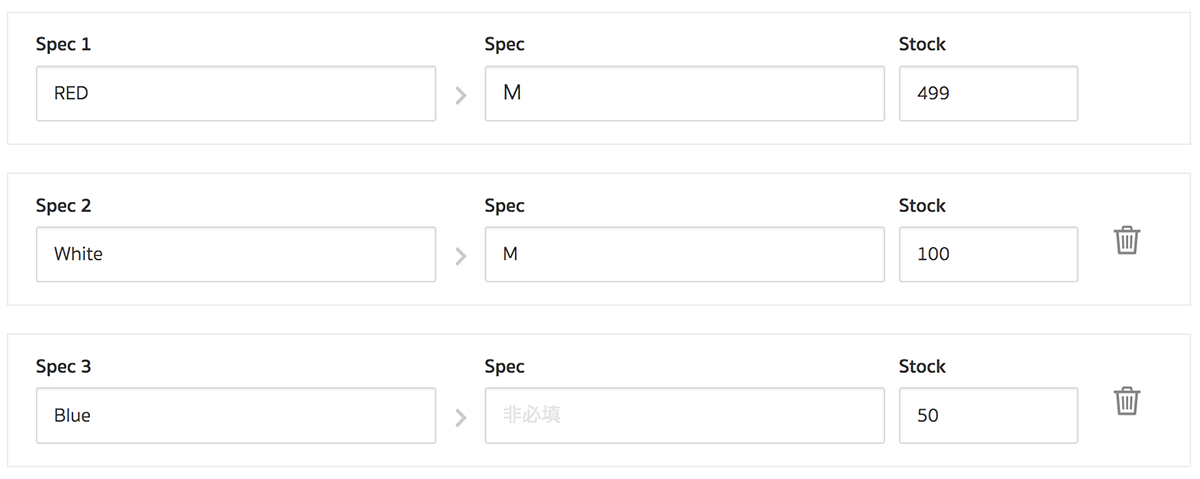 Spec 1 Spec Stock
RED M 499
Spec 2 Spec Stock
White M 100
Spec 3 Spec Stock
Blue 非必填 50